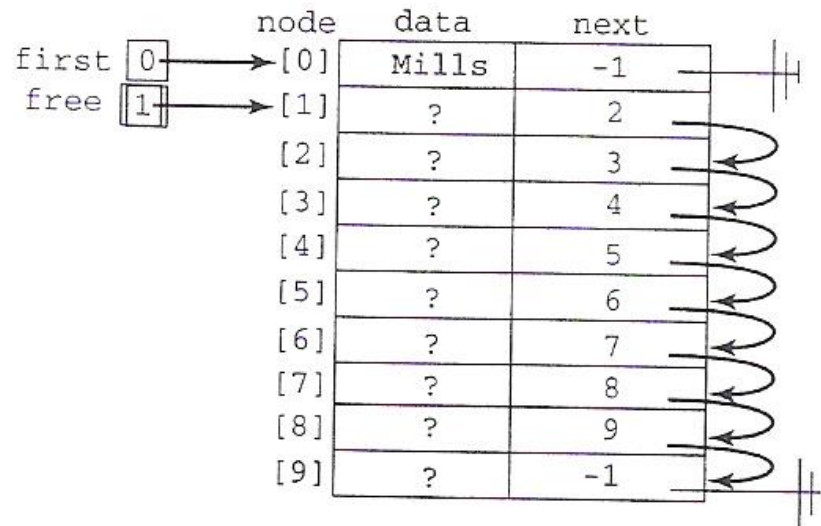 node data next
first 0 [0] Mills -1
free 1 [1] ? 2
[2] ? 3
[3] ? 4
[4] ? 5
[5] ? 6
[6] ? 7
[7] ? 8
[8] ? 9
[9] ? -1